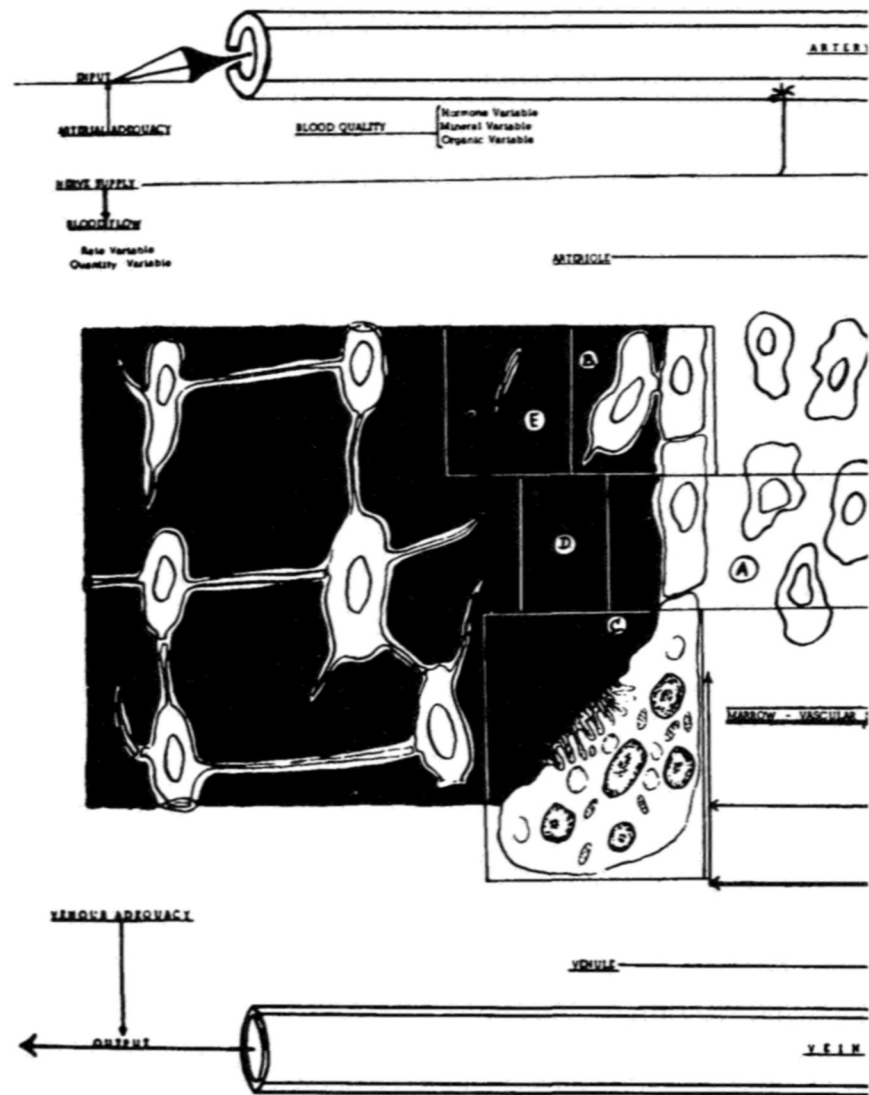 ARTERY
INPUT
ARTERIAL ADEQUACY
BLOOD QUALITY
Hormone Variable
Mineral Variable
Organic Variable
NERVE SUPPLY
BLOOD FLOW
Rate Variable
Quantity Variable
ARTERIOLE
B
E
D
A
C
MARROW - VASCULAR
VENOUR ADEQUACY
VENULE
OUTPUT
VEIN